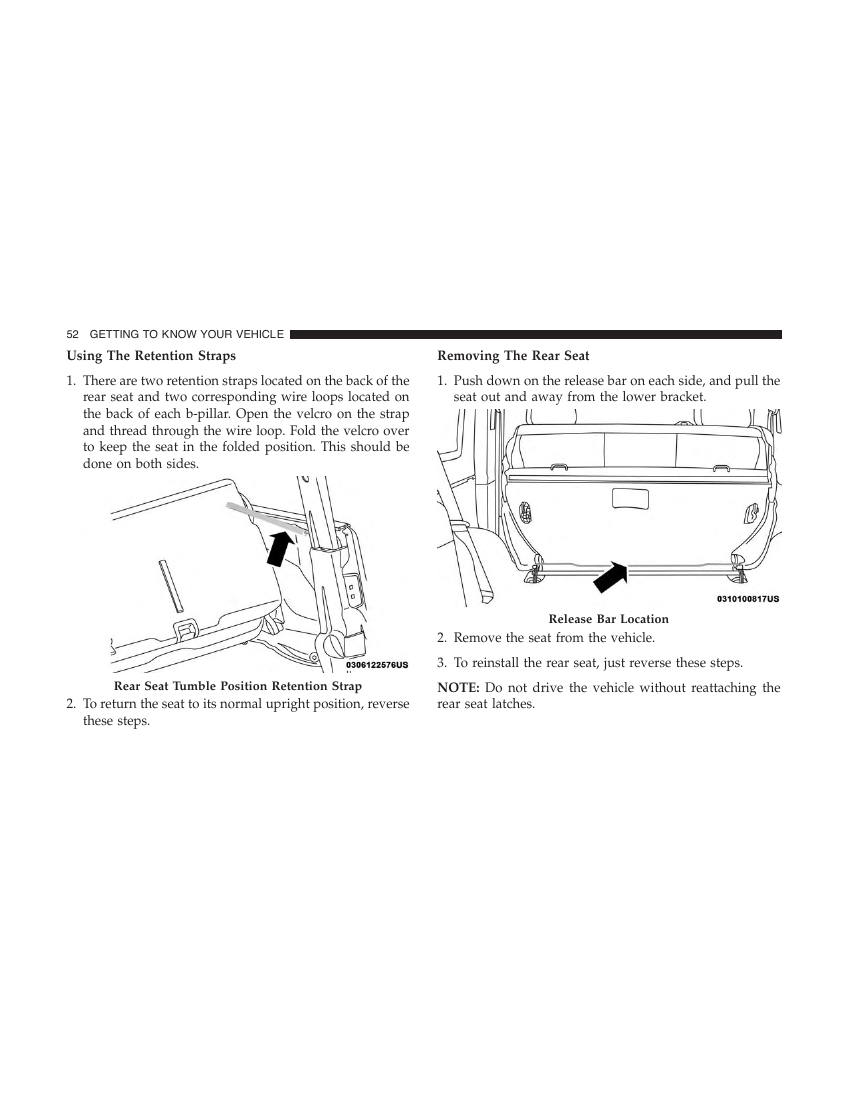 52 GETTING TO KNOW YOUR VEHICLE
Using The Retention Straps
1. There are two retention straps located on the back of the
rear seat and two corresponding wire loops located on
the back of each b-pillar. Open the velcro on the strap
and thread through the wire loop. Fold the velcro over
to keep the seat in the folded position. This should be
done on both sides.
0306122576US
Rear Seat Tumble Position Retention Strap
2. To return the seat to its normal upright position, reverse
these steps.
Removing The Rear Seat
1. Push down on the release bar on each side, and pull the
seat out and away from the lower bracket.
0310100817US
Release Bar Location
2. Remove the seat from the vehicle.
3. To reinstall the rear seat, just reverse these steps.
NOTE: Do not drive the vehicle without reattaching the
rear seat latches.